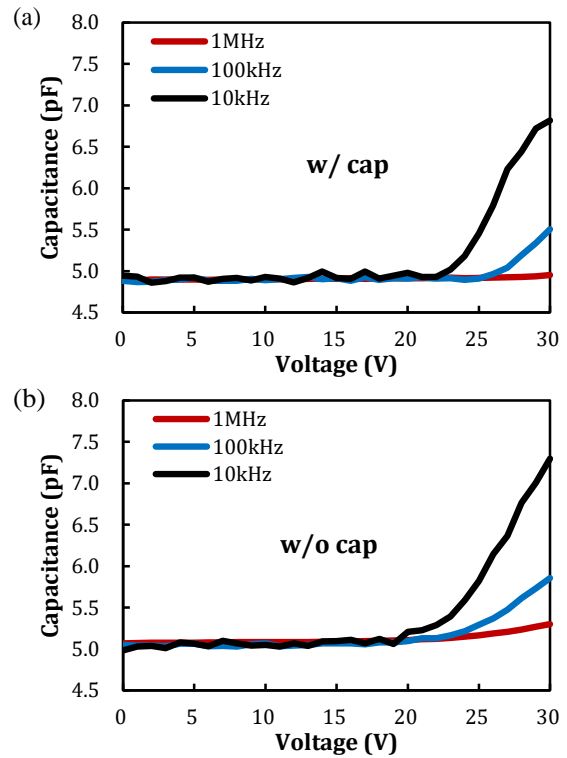 (a)
8.0
7.5
7.0
6.5
6.0
5.5
5.0
4.5
Capacitance (pF)
1MHz
100kHz
10kHz
w/ cap
0 5 10 15 20 25 30
Voltage (V)
(b)
8.0
7.5
7.0
6.5
6.0
5.5
5.0
4.5
Capacitance (pF)
1MHz
100kHz
10kHz
w/o cap
0 5 10 15 20 25 30
Voltage (V)